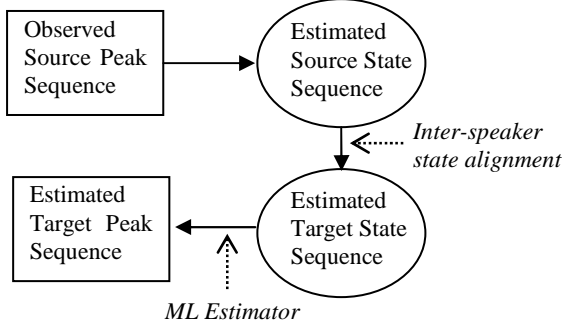 Observed
Source Peak
Sequence
Estimated
Source State
Sequence
Inter-speaker
state alignment
Estimated
Target Peak
Sequence
Estimated
Target State
Sequence
ML Estimator